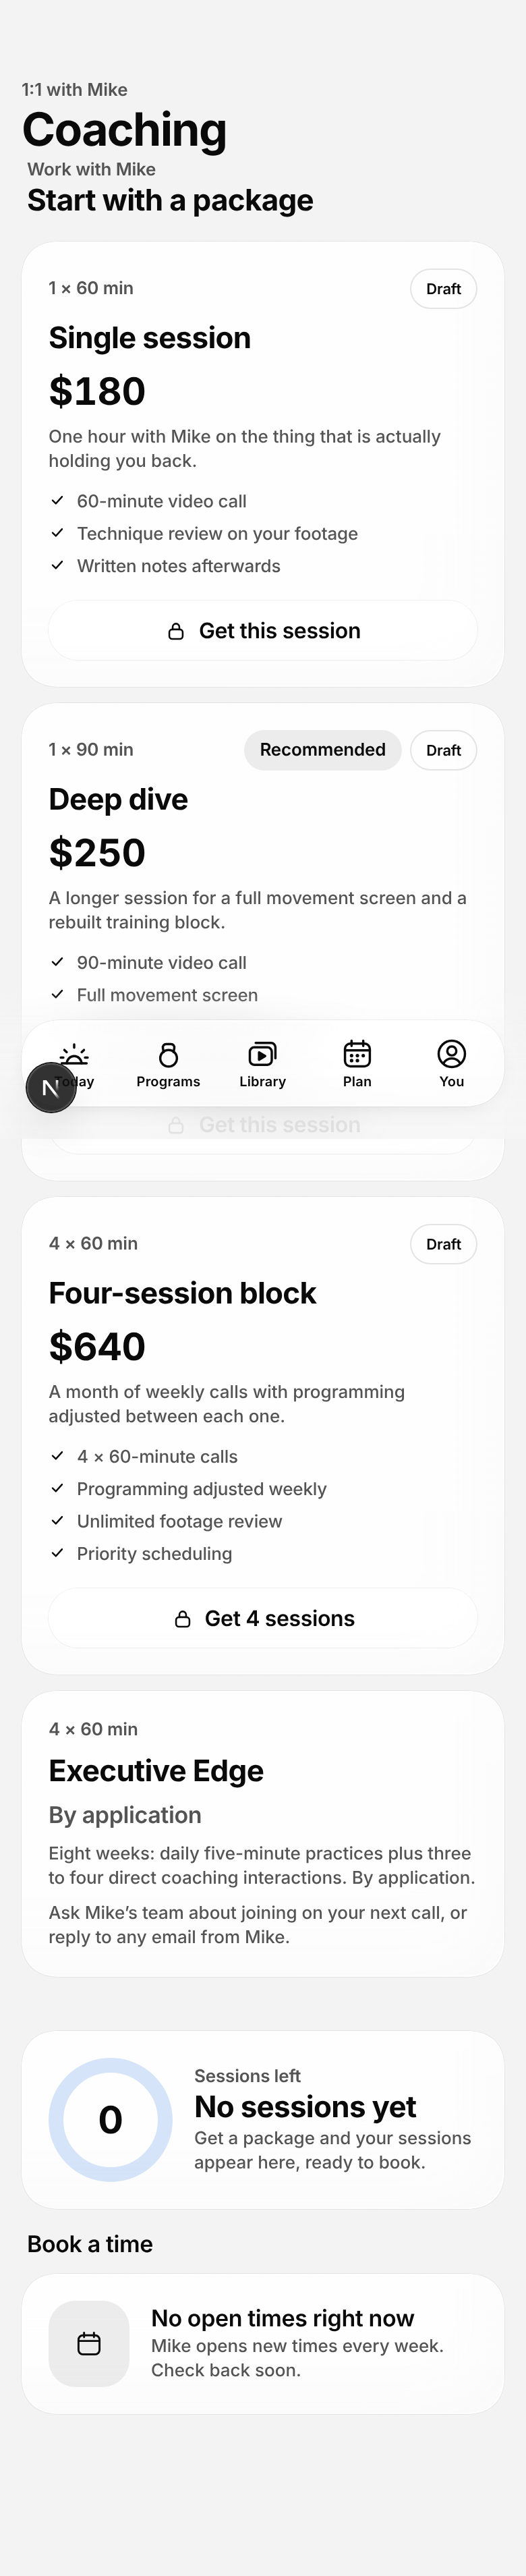 1:1 with Mike
Coaching
Work with Mike
Start with a package
1 × 60 min
Draft
Single session
$180
One hour with Mike on the thing that is actually
holding you back.
60-minute video call
Technique review on your footage
Written notes afterwards
Get this session
1 × 90 min
Recommended
Draft
Deep dive
$250
A longer session for a full movement screen and a
rebuilt training block.
90-minute video call
Full movement screen
Today
Programs
Library
Plan
You
N
Get this session
4 × 60 min
Draft
Four-session block
$640
A month of weekly calls with programming
adjusted between each one.
4 × 60-minute calls
Programming adjusted weekly
Unlimited footage review
Priority scheduling
Get 4 sessions
4 × 60 min
Executive Edge
By application
Eight weeks: daily five-minute practices plus three
to four direct coaching interactions. By application.
Ask Mike’s team about joining on your next call, or
reply to any email from Mike.
0
Sessions left
No sessions yet
Get a package and your sessions
appear here, ready to book.
Book a time
No open times right now
Mike opens new times every week.
Check back soon.